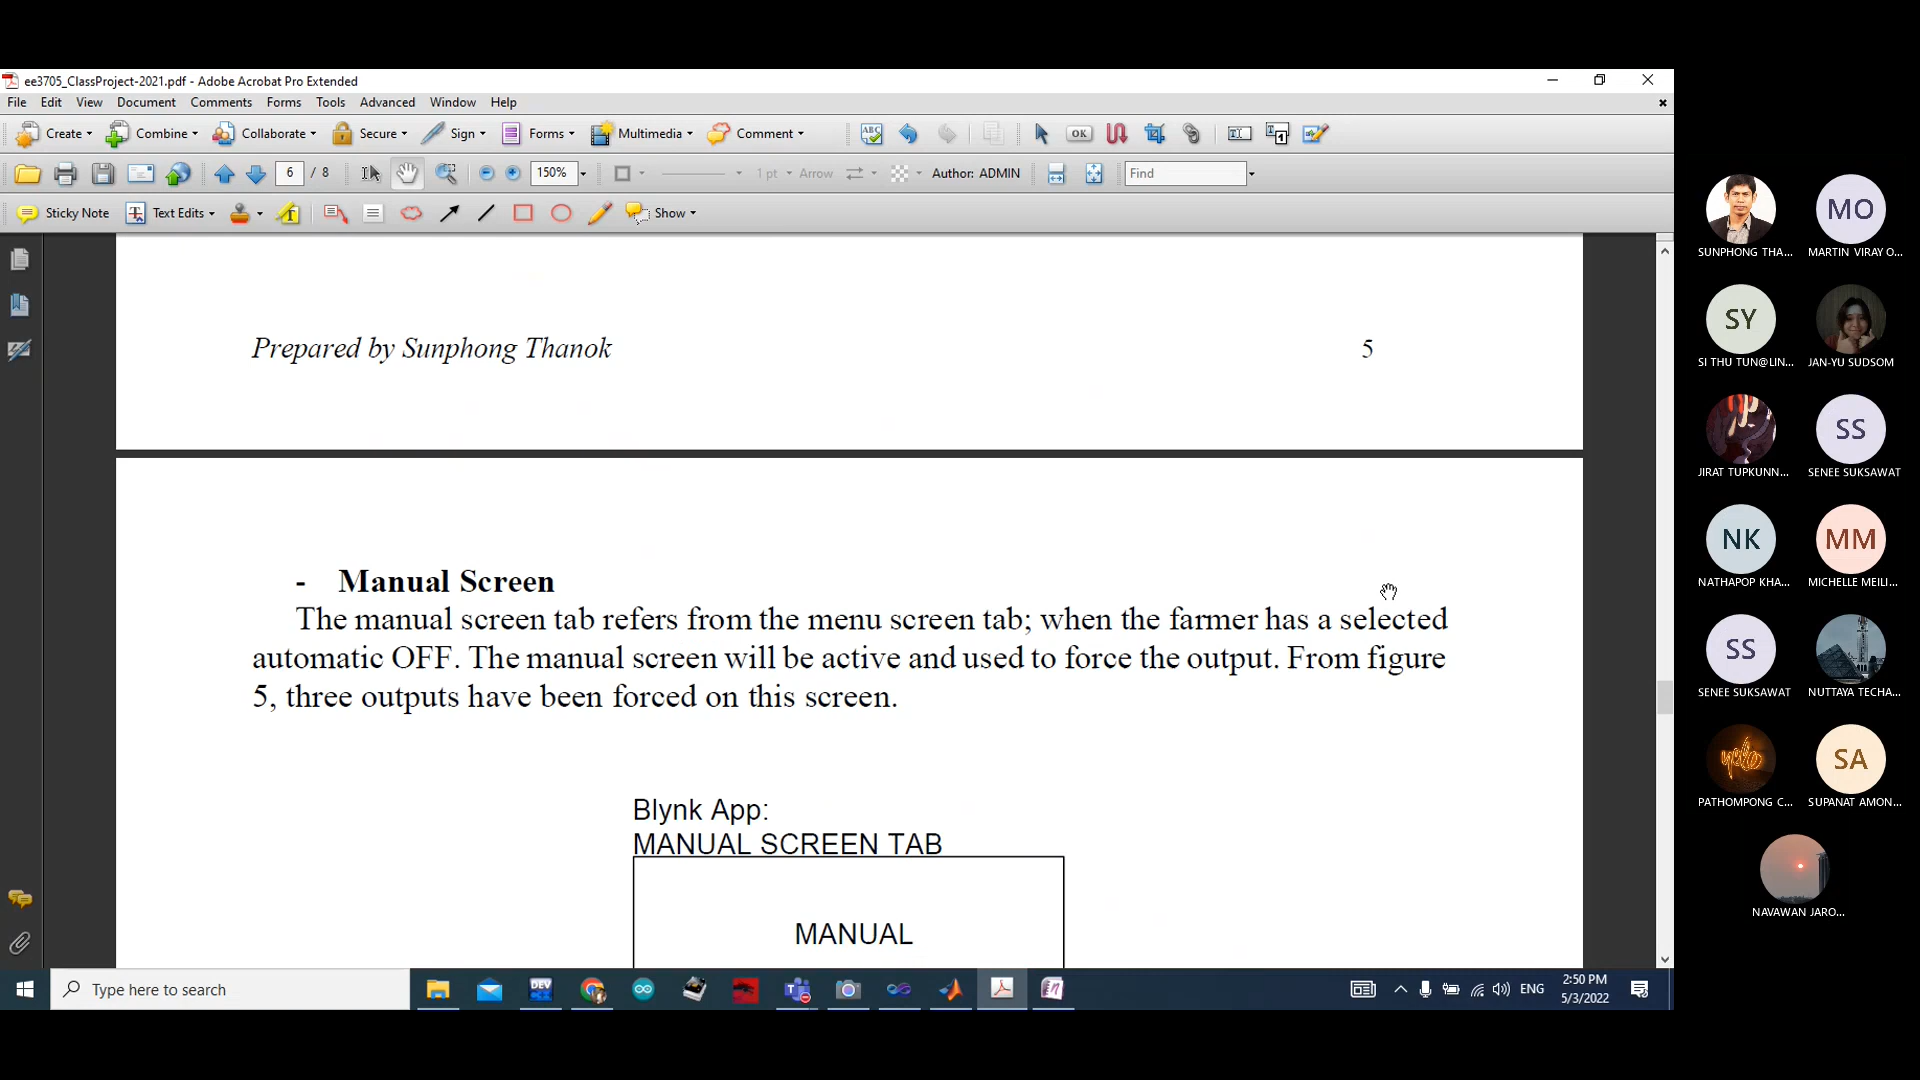 ee3705_ClassProject-2021.pdf - Adobe Acrobat Pro Extended
File Edit View Document Comments Forms Tools Advanced Window Help
Create Combine Collaborate Secure Sign Forms Multimedia Comment
6 / 8 150% 1 pt Arrow Author: ADMIN Find
Sticky Note Text Edits Show
Prepared by Sunphong Thanok 5
- Manual Screen
The manual screen tab refers from the menu screen tab; when the farmer has a selected
automatic OFF. The manual screen will be active and used to force the output. From figure
5, three outputs have been forced on this screen.
Blynk App:
MANUAL SCREEN TAB
MANUAL
SUNPHONG THA...
MO
MARTIN VIRAY O...
SY
SI THU TUN@LIN...
JAN-YU SUDSOM
JIRAT TUPKUNN...
SS
SENEE SUKSAWAT
NK
NATHAPOP KHA...
MM
MICHELLE MEILI...
SS
SENEE SUKSAWAT
NUTTAYA TECHA...
PATHOMPONG C...
SA
SUPANAT AMON...
NAVAWAN JARO...
Type here to search
DEV
ENG
2:50 PM
5/3/2022